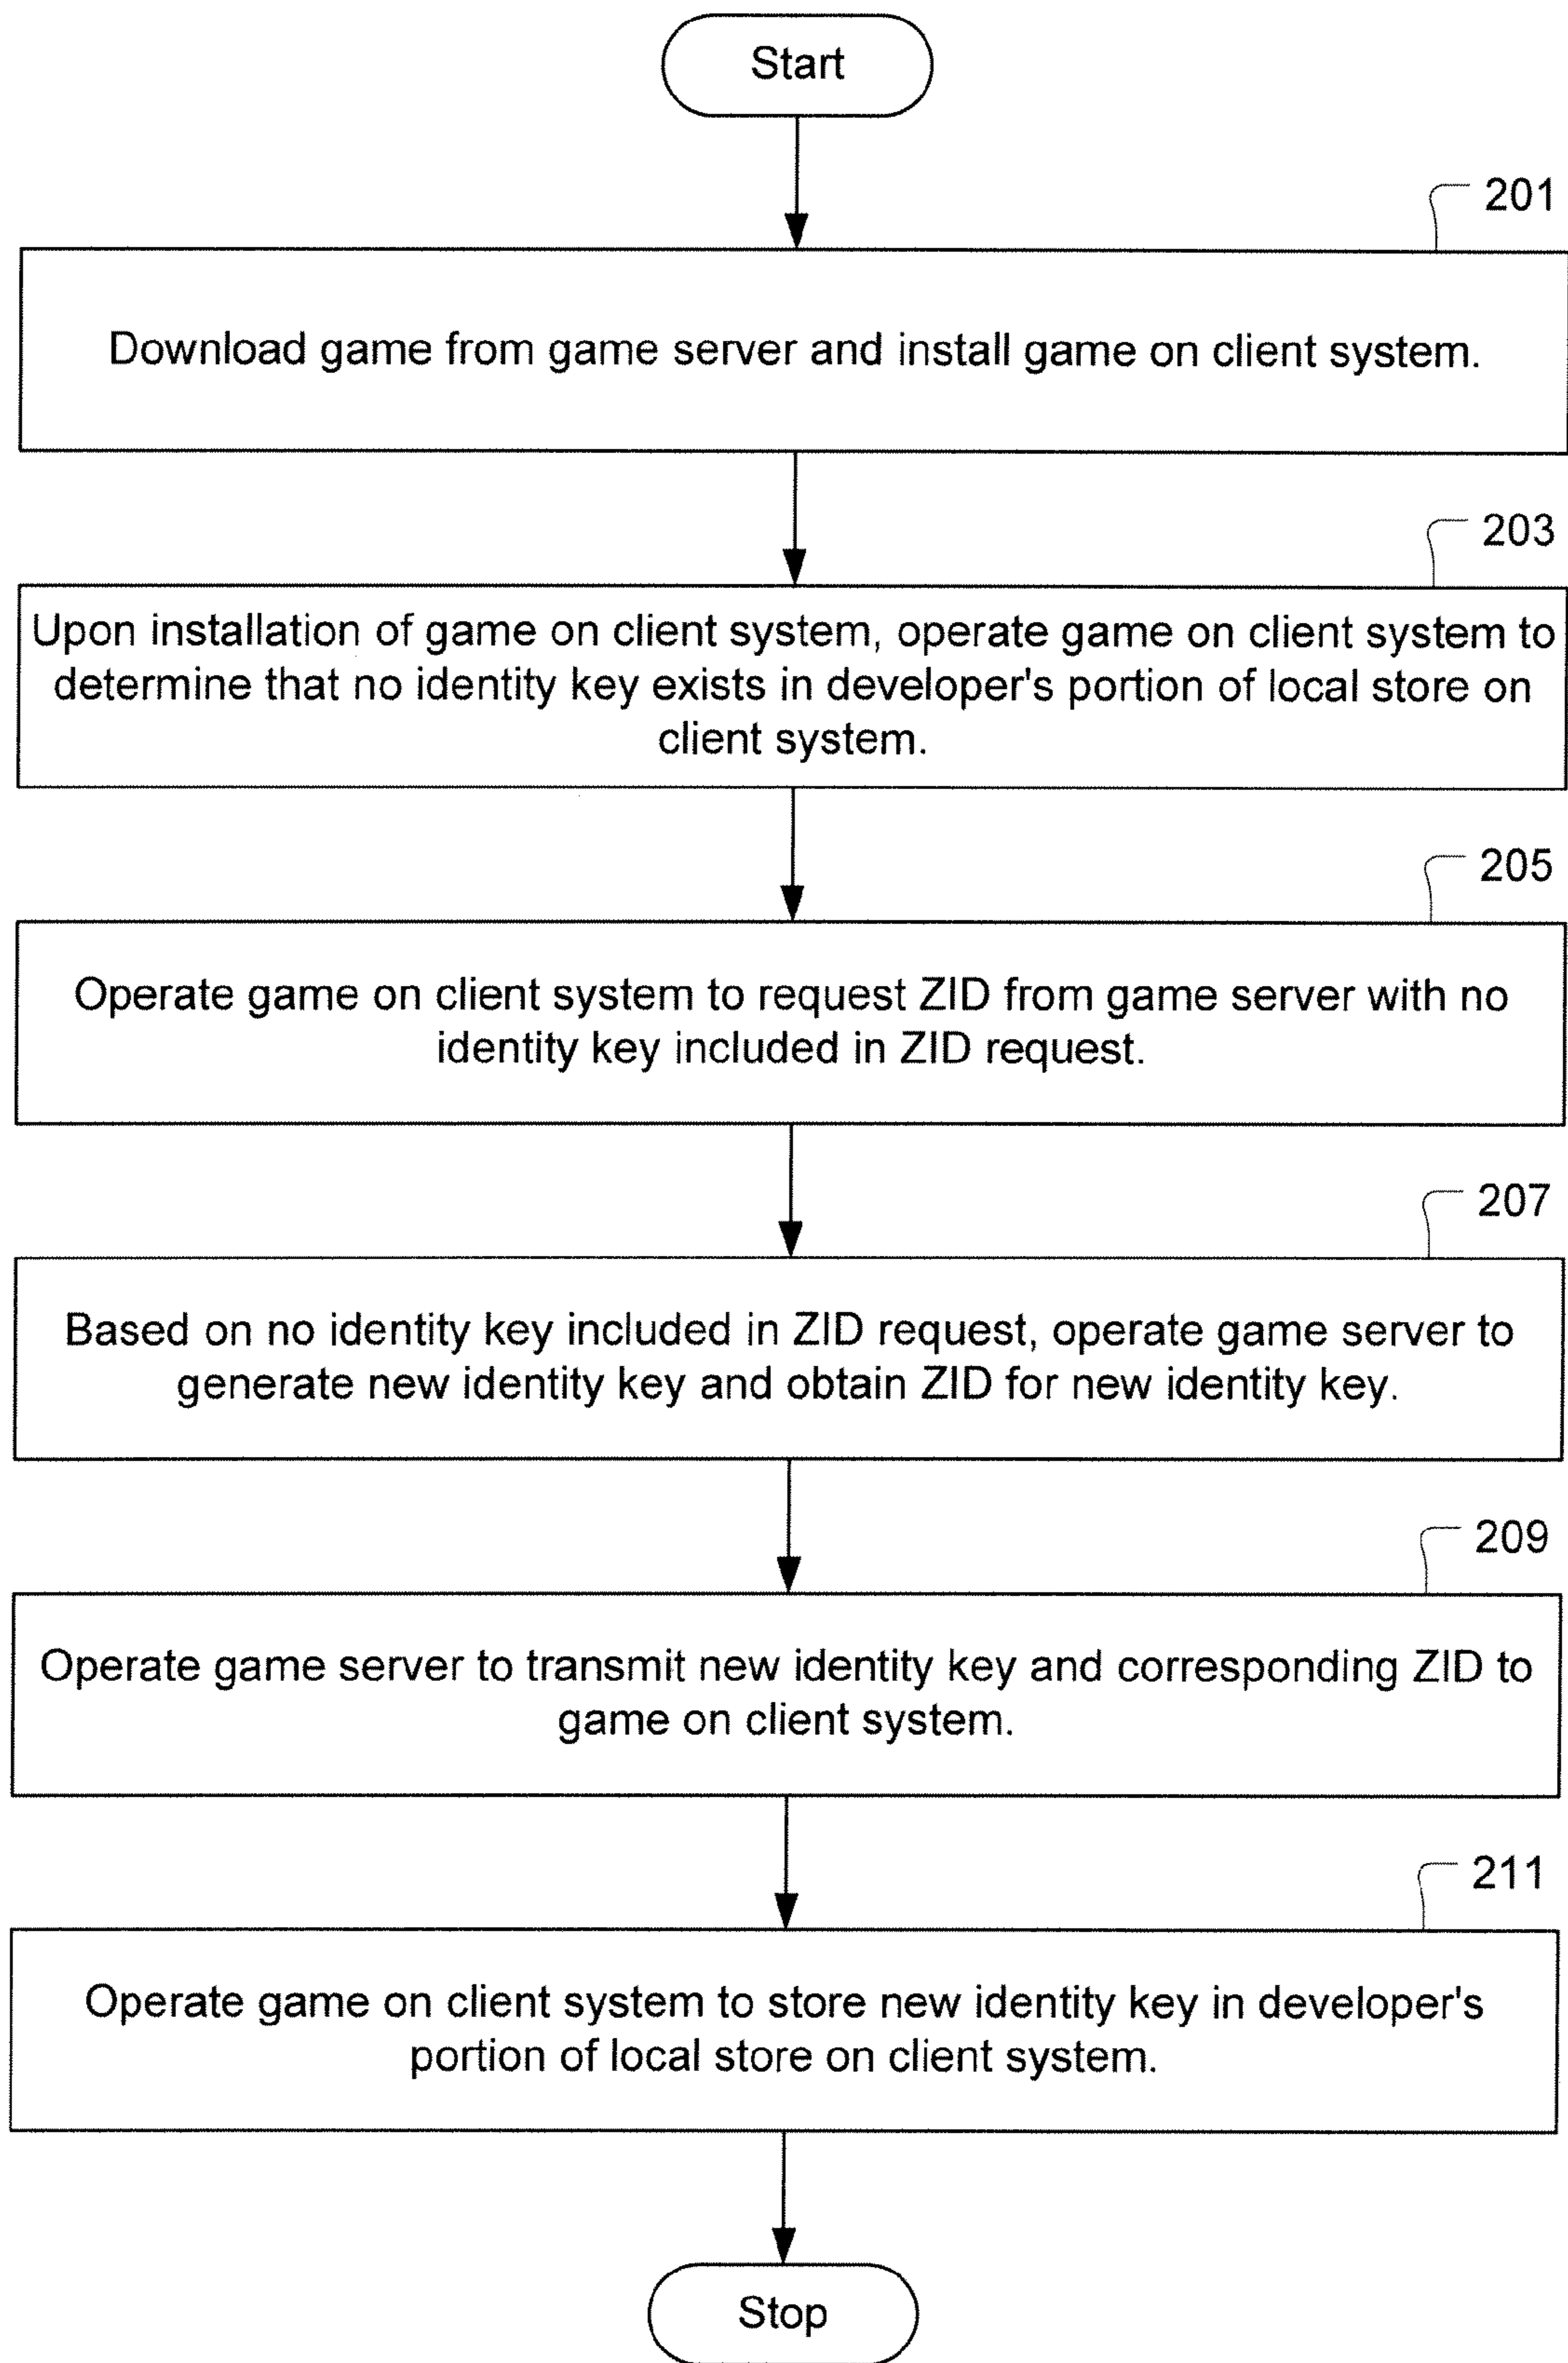 Start
201
Download game from game server and install game on client system.
203
Upon installation of game on client system, operate game on client system to
determine that no identity key exists in developer's portion of local store on
client system.
205
Operate game on client system to request ZID from game server with no
identity key included in ZID request.
207
Based on no identity key included in ZID request, operate game server to
generate new identity key and obtain ZID for new identity key.
209
Operate game server to transmit new identity key and corresponding ZID to
game on client system.
211
Operate game on client system to store new identity key in developer's
portion of local store on client system.
Stop